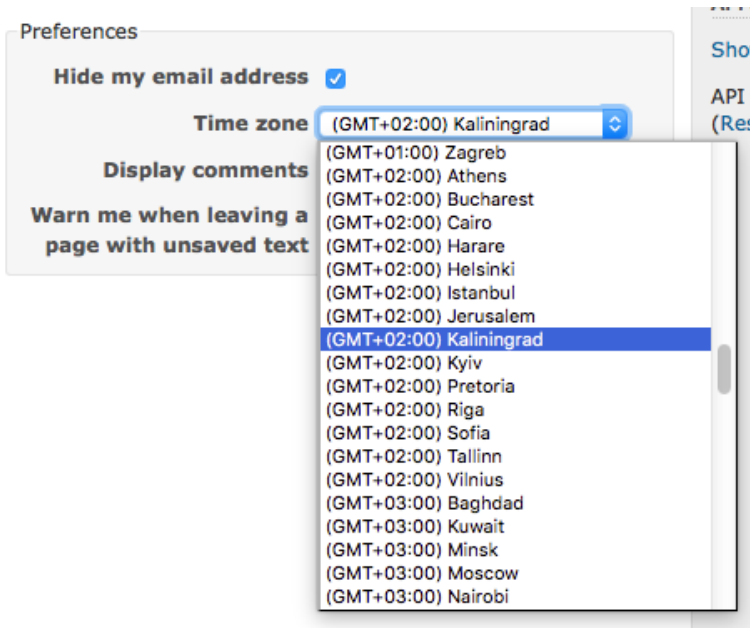 Preferences
Hide my email address
Time zone (GMT+02:00) Kaliningrad
Display comments
Warn me when leaving a
page with unsaved text
(GMT+01:00) Zagreb
(GMT+02:00) Athens
(GMT+02:00) Bucharest
(GMT+02:00) Cairo
(GMT+02:00) Harare
(GMT+02:00) Helsinki
(GMT+02:00) Istanbul
(GMT+02:00) Jerusalem
(GMT+02:00) Kaliningrad
(GMT+02:00) Kyiv
(GMT+02:00) Pretoria
(GMT+02:00) Riga
(GMT+02:00) Sofia
(GMT+02:00) Tallinn
(GMT+02:00) Vilnius
(GMT+03:00) Baghdad
(GMT+03:00) Kuwait
(GMT+03:00) Minsk
(GMT+03:00) Moscow
(GMT+03:00) Nairobi
Sho
API
(Res